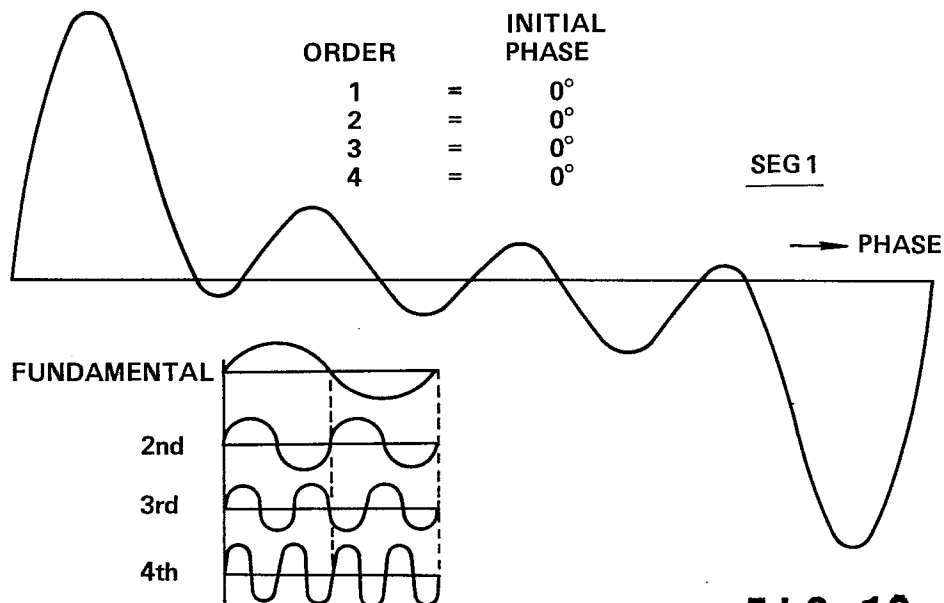 ORDER INITIAL PHASE
1 = 0°
2 = 0°
3 = 0°
4 = 0°
SEG 1
PHASE
FUNDAMENTAL
2nd
3rd
4th